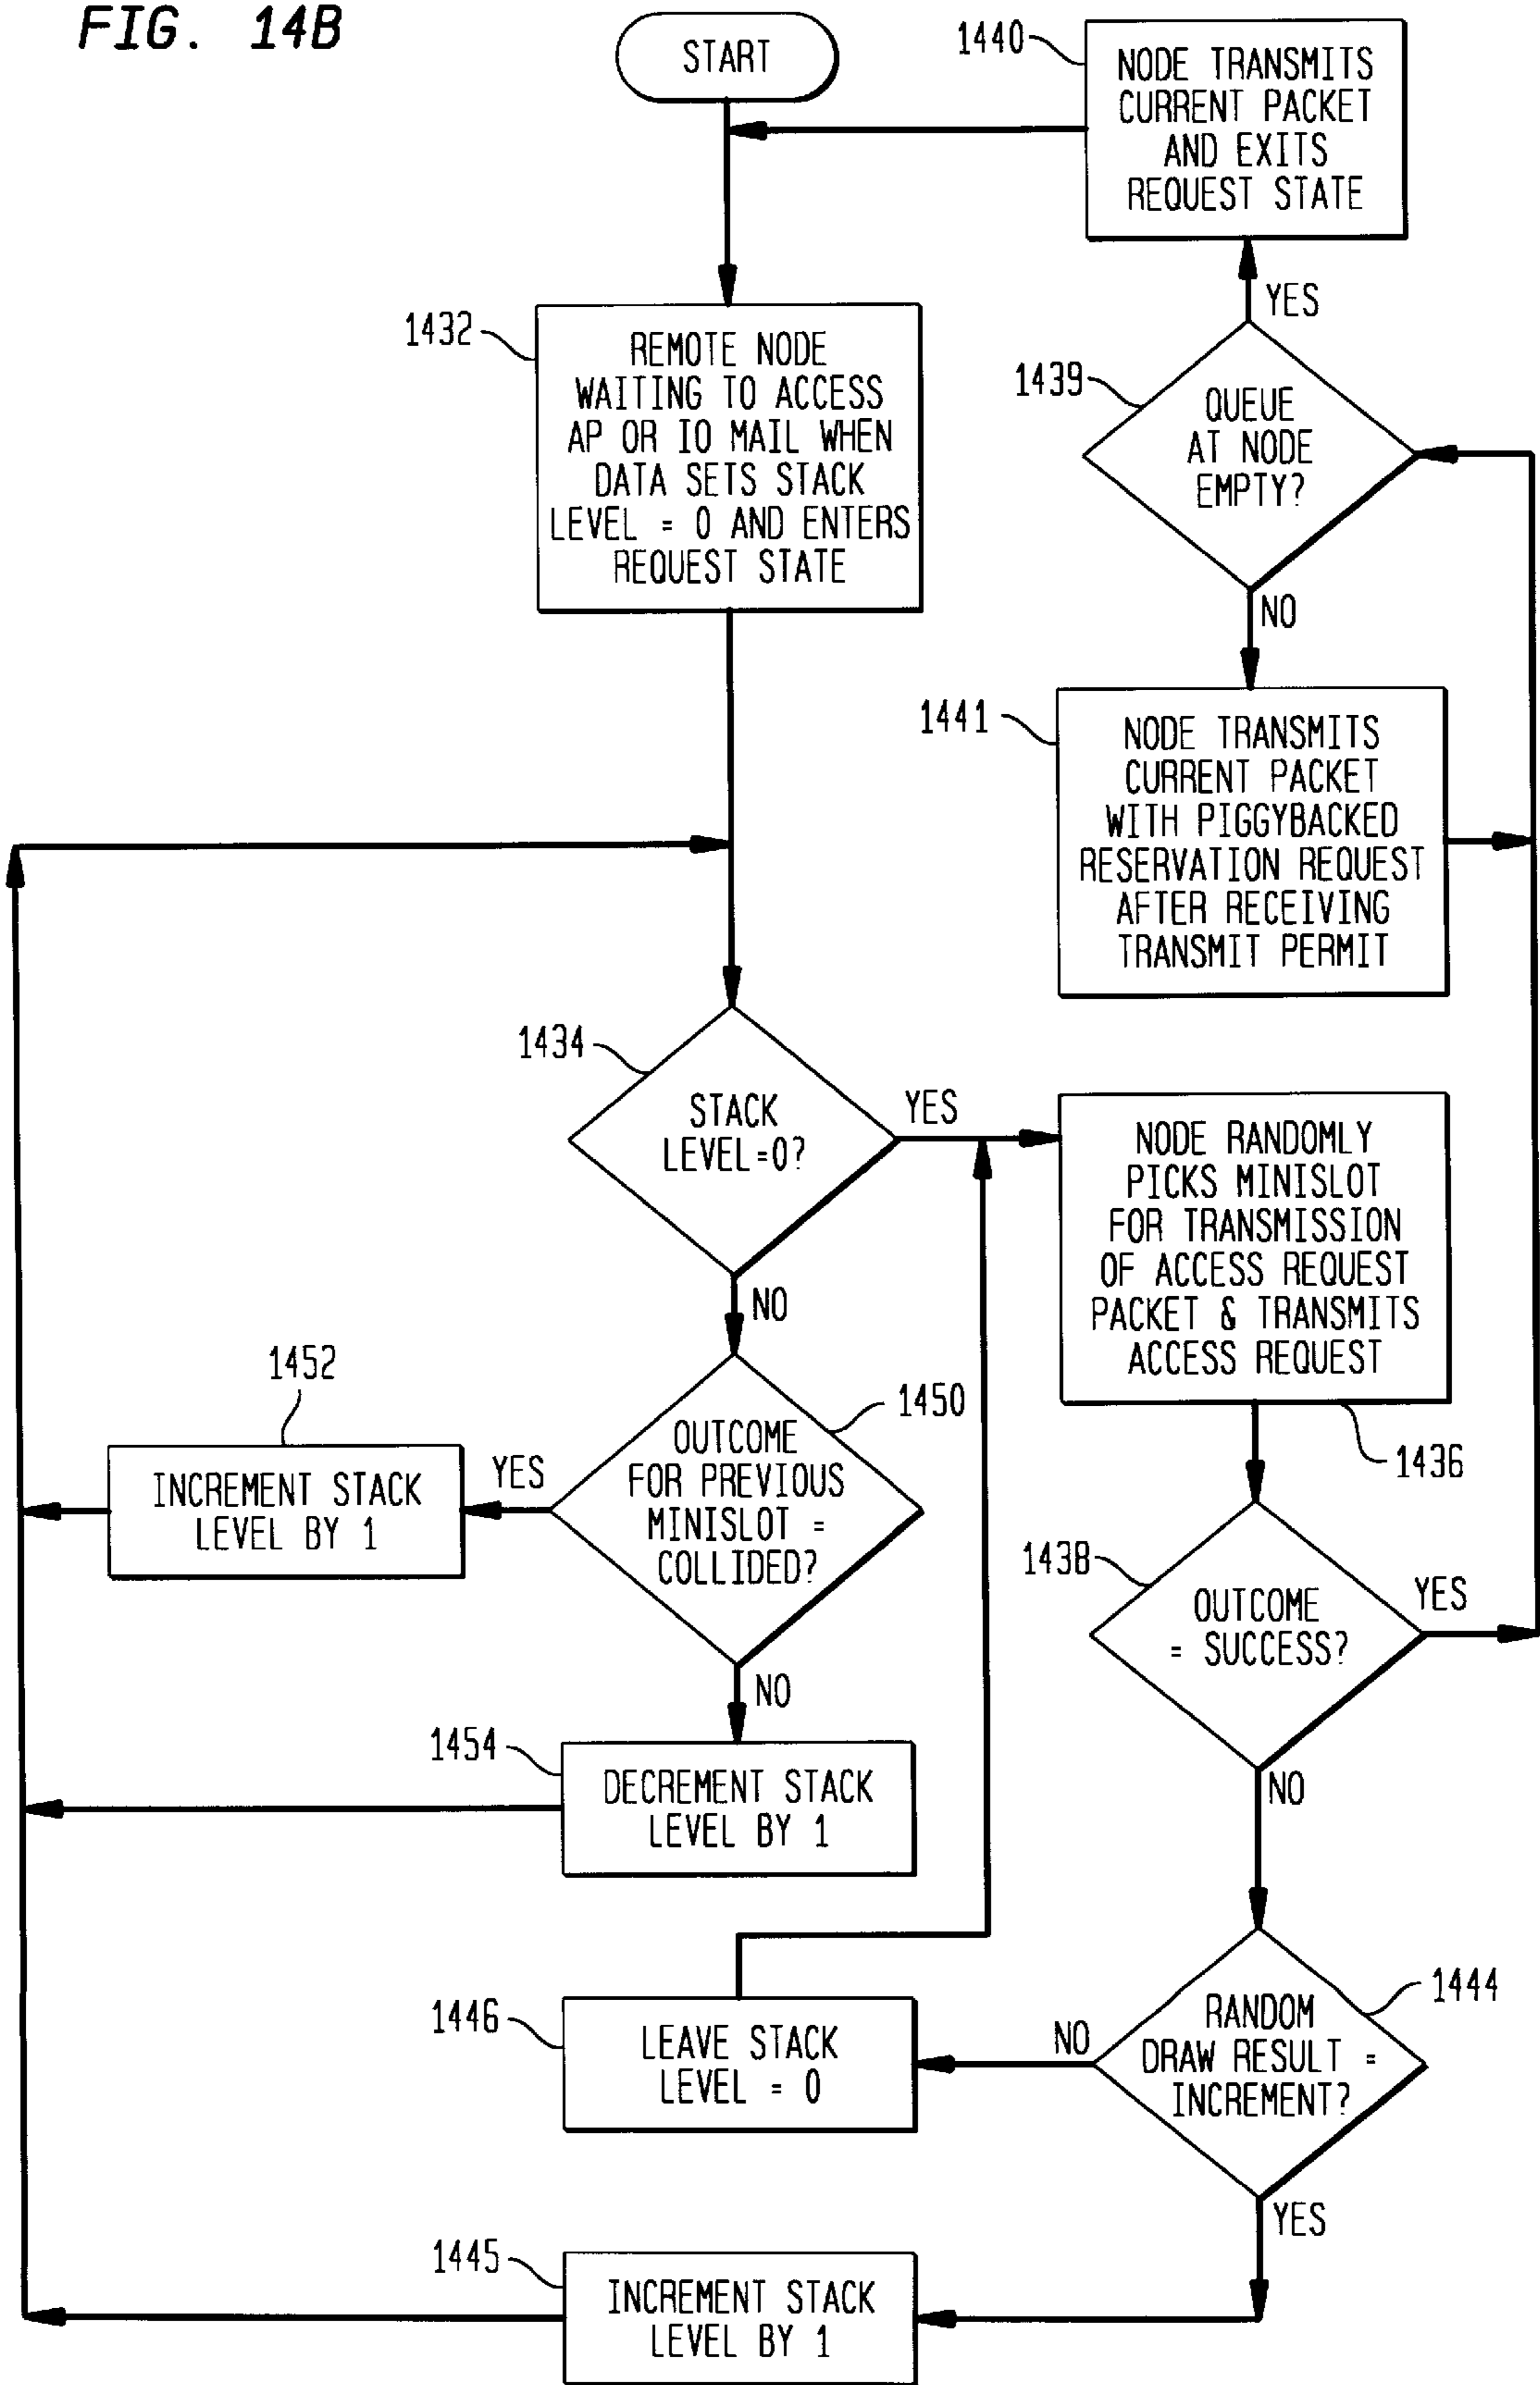 FIG. 14B
START
1440
NODE TRANSMITS
CURRENT PACKET
AND EXITS
REQUEST STATE
YES
1432
REMOTE NODE
WAITING TO ACCESS
AP OR IO MAIL WHEN
DATA SETS STACK
LEVEL = 0 AND ENTERS
REQUEST STATE
1439
QUEUE
AT NODE
EMPTY?
NO
1441
NODE TRANSMITS
CURRENT PACKET
WITH PIGGYBACKED
RESERVATION REQUEST
AFTER RECEIVING
TRANSMIT PERMIT
1434
STACK
LEVEL=0?
YES
NO
NODE RANDOMLY
PICKS MINISLOT
FOR TRANSMISSION
OF ACCESS REQUEST
PACKET & TRANSMITS
ACCESS REQUEST
1436
1452
INCREMENT STACK
LEVEL BY 1
YES
1450
OUTCOME
FOR PREVIOUS
MINISLOT =
COLLIDED?
NO
1438
OUTCOME
= SUCCESS?
YES
NO
1454
DECREMENT STACK
LEVEL BY 1
1446
LEAVE STACK
LEVEL = 0
NO
1444
RANDOM
DRAW RESULT =
INCREMENT?
YES
1445
INCREMENT STACK
LEVEL BY 1